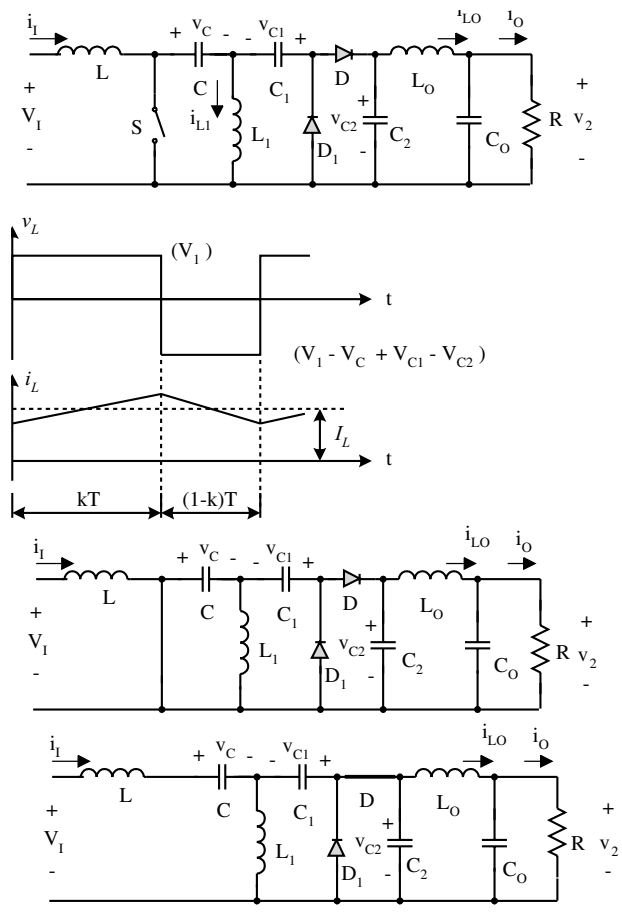 i_I v_C v_C1 i_LO i_O
+ - - +
L C C_1 D L_O
+ V_I -
S i_L1 L_1 D_1 v_C2 + - C_2 C_O R + v_2 -
v_L
(V_1)
t
(V_1 - V_C + V_C1 - V_C2)
i_L
I_L
t
kT (1-k)T
i_I v_C v_C1 i_LO i_O
+ - - +
L C C_1 D L_O
+ V_I -
L_1 D_1 v_C2 + - C_2 C_O R + v_2 -
i_I v_C v_C1 i_LO i_O
+ - - +
L C C_1 D L_O
+ V_I -
L_1 D_1 v_C2 + - C_2 C_O R + v_2 -